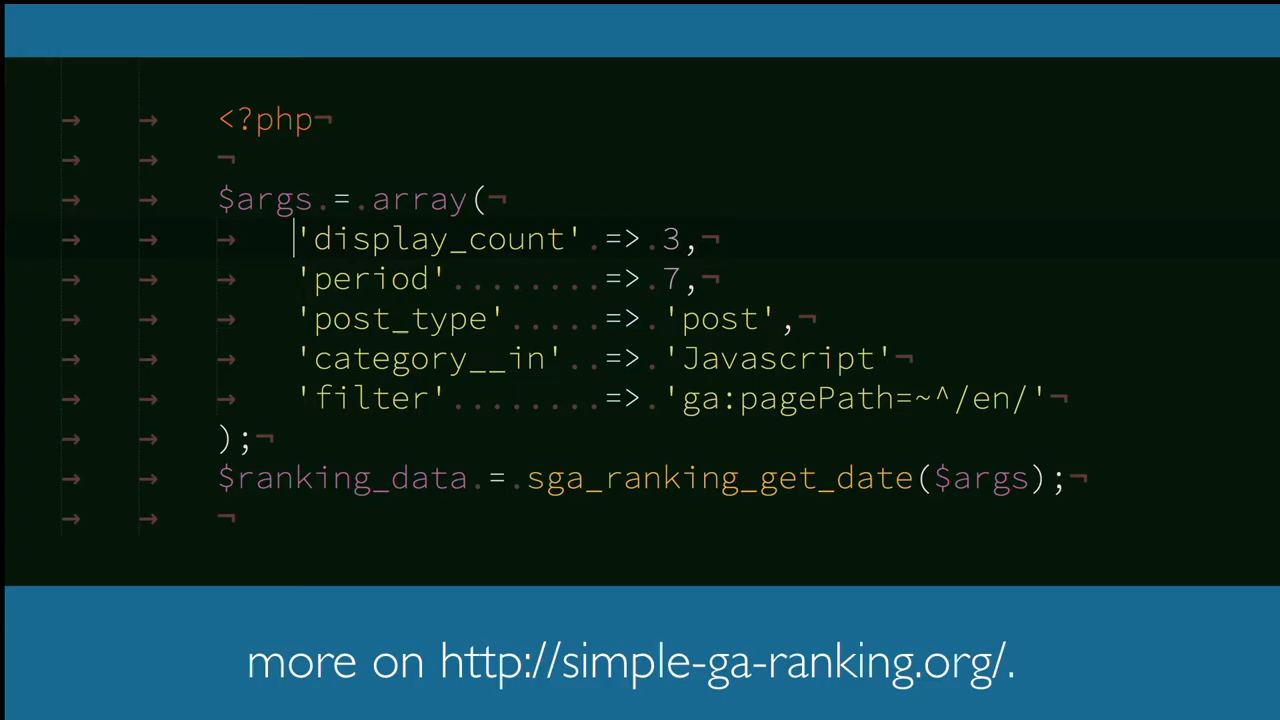 <?php
$args = array(
'display_count' => 3,
'period'        => 7,
'post_type'     => 'post',
'category__in'  => 'Javascript'
'filter'        => 'ga:pagePath=~^/en/'
);
$ranking_data = sga_ranking_get_date($args);
more on http://simple-ga-ranking.org/.